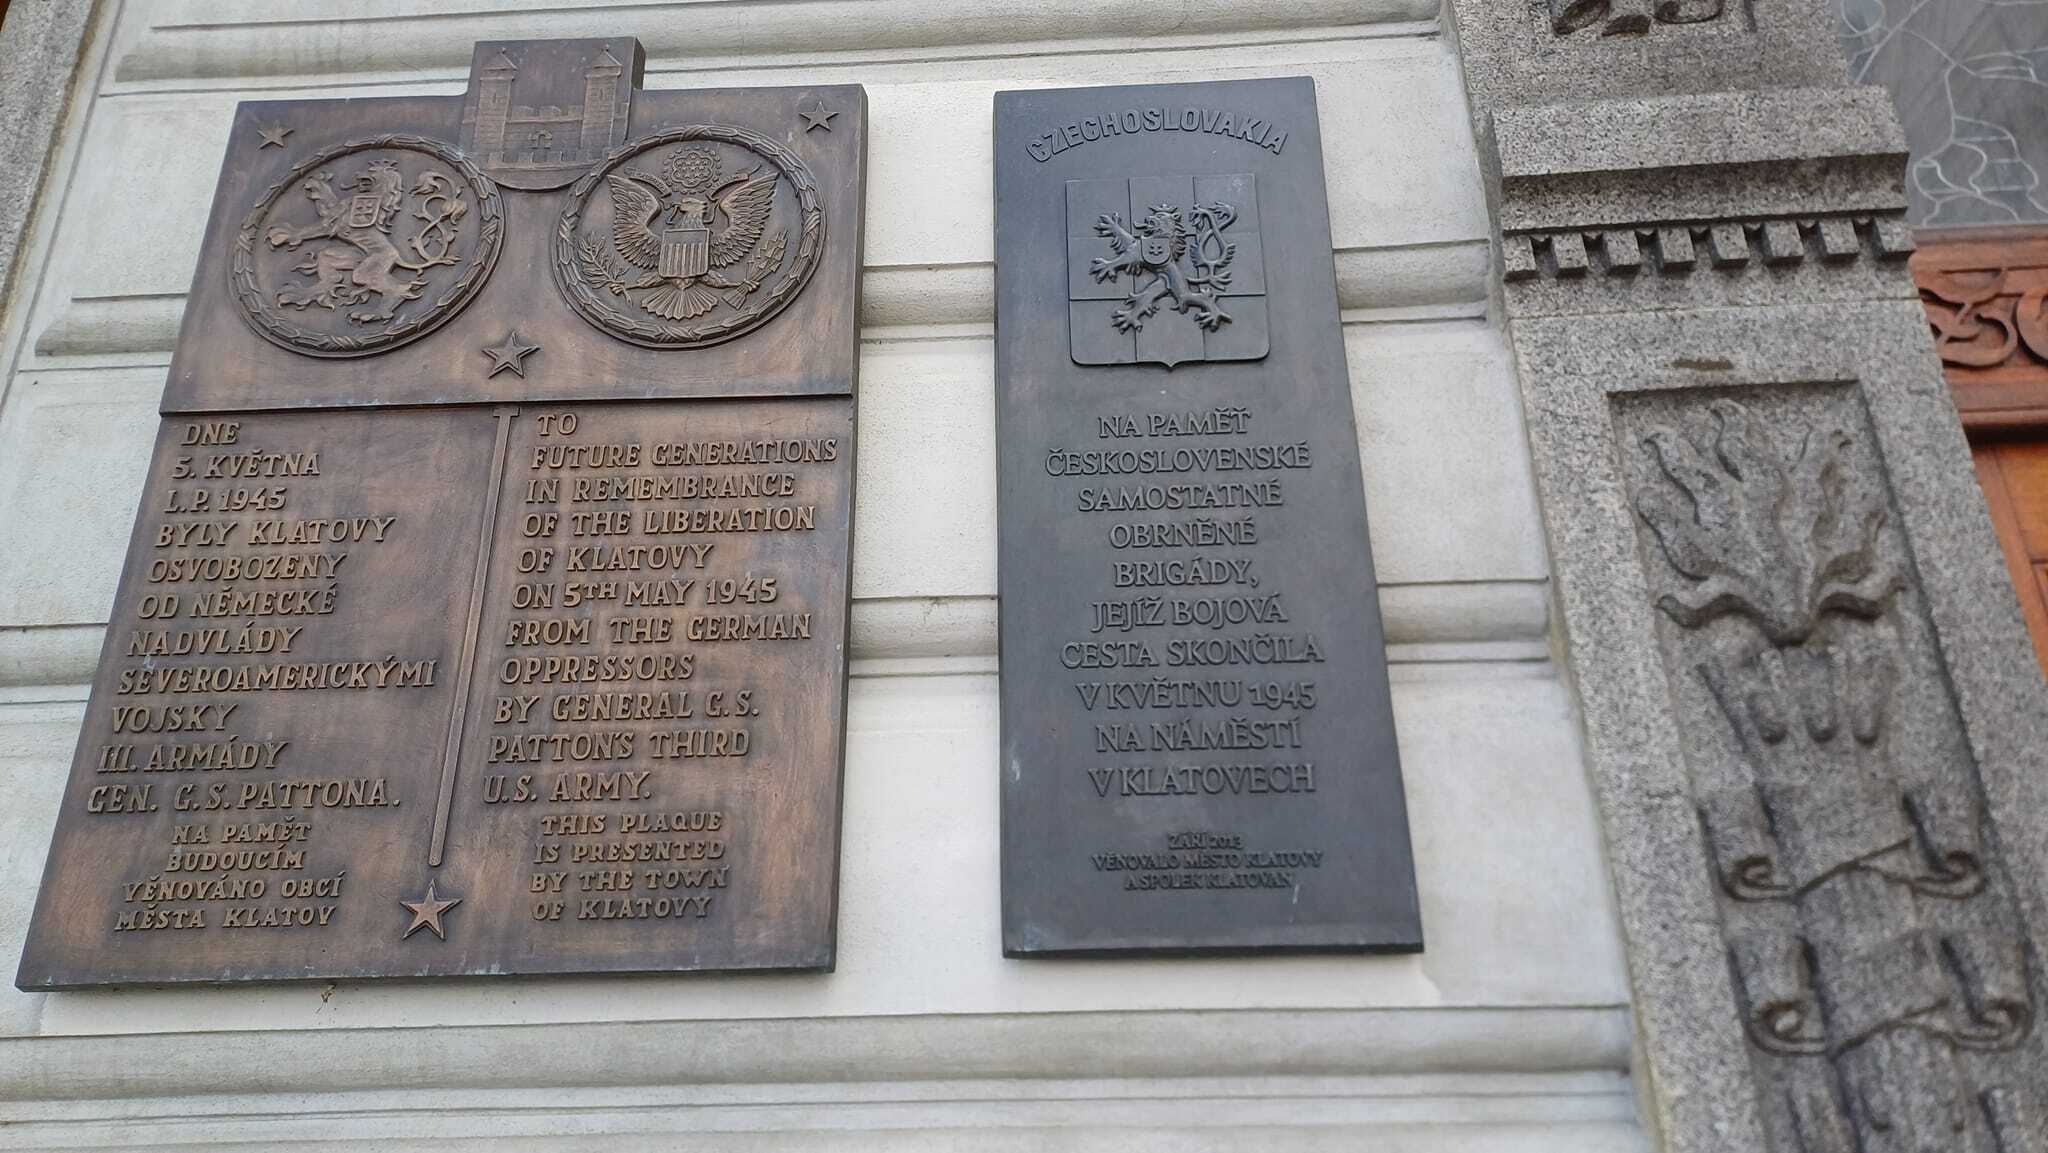 DNE
5. KVĚTNA
L.P. 1945
BYLY KLATOVY
OSVOBOZENY
OD NĚMECKÉ
NADVLÁDY
SEVEROAMERICKÝMI
VOJSKY
III. ARMÁDY
GEN. G.S. PATTONA.
NA PAMĚT
BUDOUCÍM
VĚNOVÁNO OBCÍ
MĚSTA KLATOV
TO
FUTURE GENERATIONS
IN REMEMBRANCE
OF THE LIBERATION
OF KLATOVY
ON 5TH MAY 1945
FROM THE GERMAN
OPPRESSORS
BY GENERAL G.S.
PATTON'S THIRD
U.S. ARMY.
THIS PLAQUE
IS PRESENTED
BY THE TOWN
OF KLATOVY
CZECHOSLOVAKIA
NA PAMĚŤ
ČESKOSLOVENSKÉ
SAMOSTATNÉ
OBRNĚNÉ
BRIGÁDY,
JEJÍŽ BOJOVÁ
CESTA SKONČILA
V KVĚTNU 1945
NA NÁMĚSTÍ
V KLATOVECH
ZÁŘÍ 2013
VĚNOVALO MĚSTO KLATOVY
A SPOLEK KLATOVAN